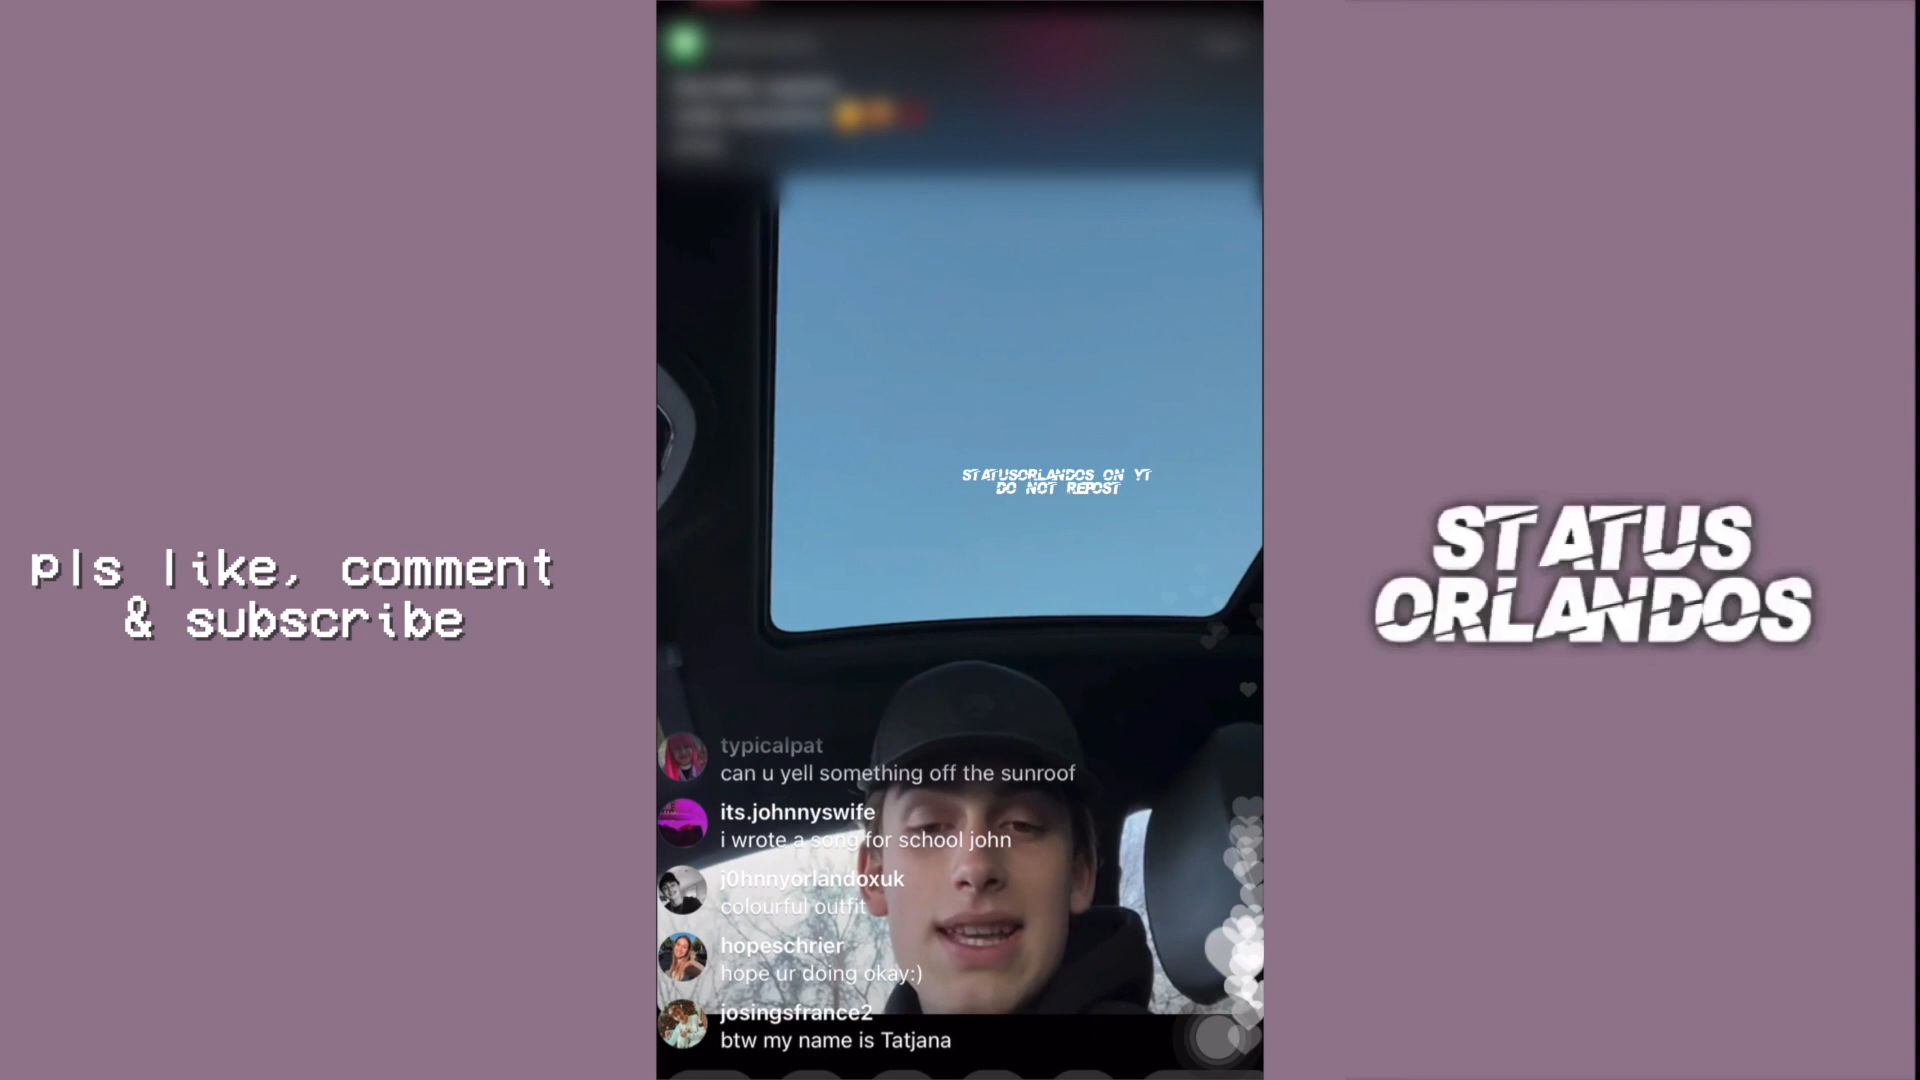 pls like, comment
& subscribe
STATUSORLANDOS ON YT
DO NOT REPOST
typicalpat
can u yell something off the sunroof
its.johnnyswife
i wrote a song for school john
j0hnnyorlandoxuk
colourful outfit
hopeschrier
hope ur doing okay:)
josingsfrance2
btw my name is Tatjana
STATUS
ORLANDOS